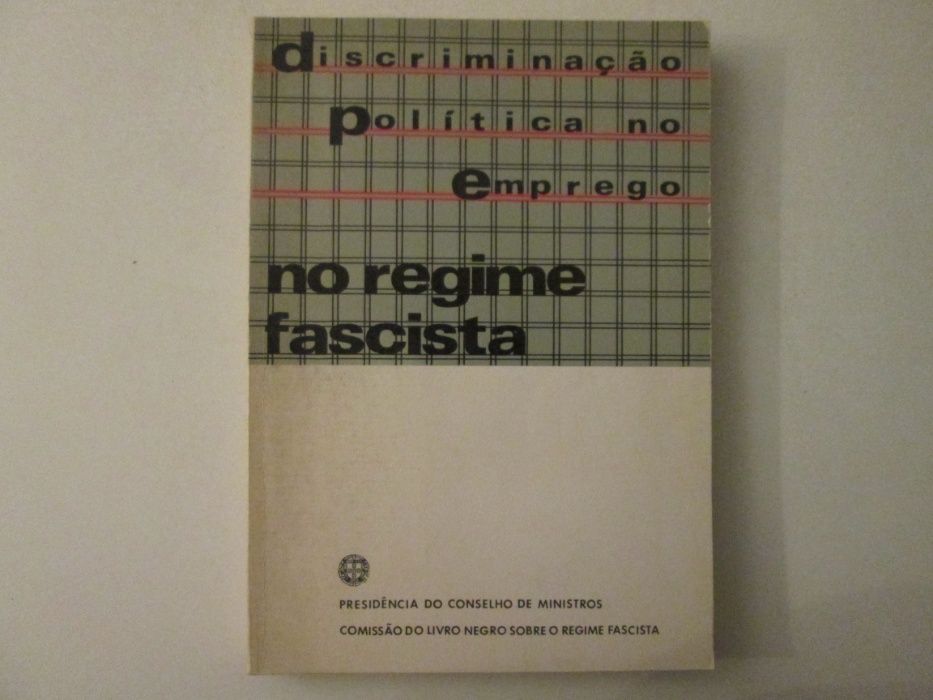 discriminação
política no
emprego
no regime
fascista
PRESIDÊNCIA DO CONSELHO DE MINISTROS
COMISSÃO DO LIVRO NEGRO SOBRE O REGIME FASCISTA